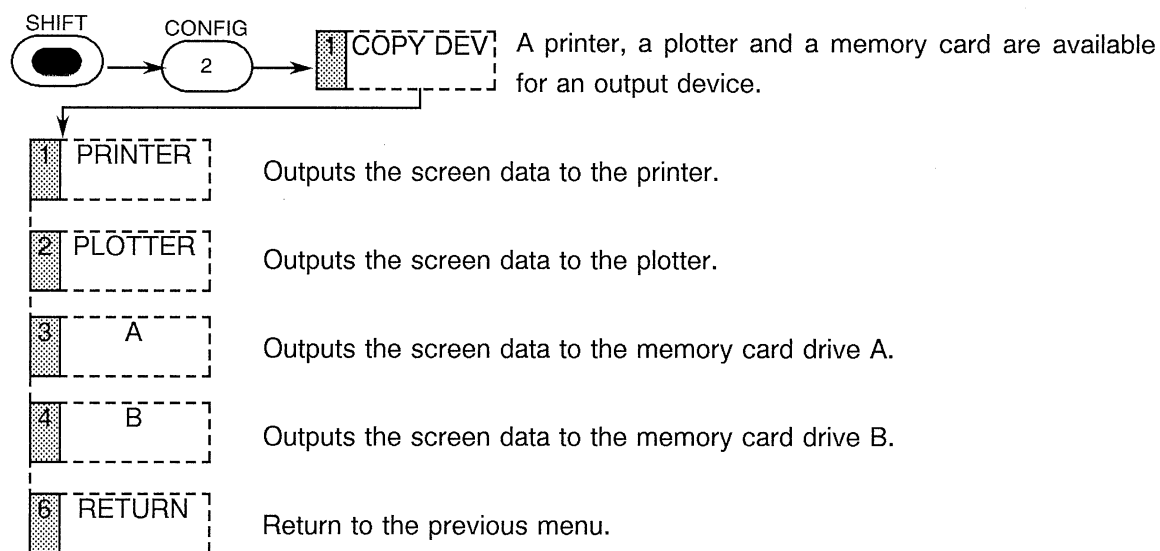 SHIFT
CONFIG
2
1 COPY DEV
A printer, a plotter and a memory card are available
for an output device.
1 PRINTER
Outputs the screen data to the printer.
2 PLOTTER
Outputs the screen data to the plotter.
3 A
Outputs the screen data to the memory card drive A.
4 B
Outputs the screen data to the memory card drive B.
6 RETURN
Return to the previous menu.